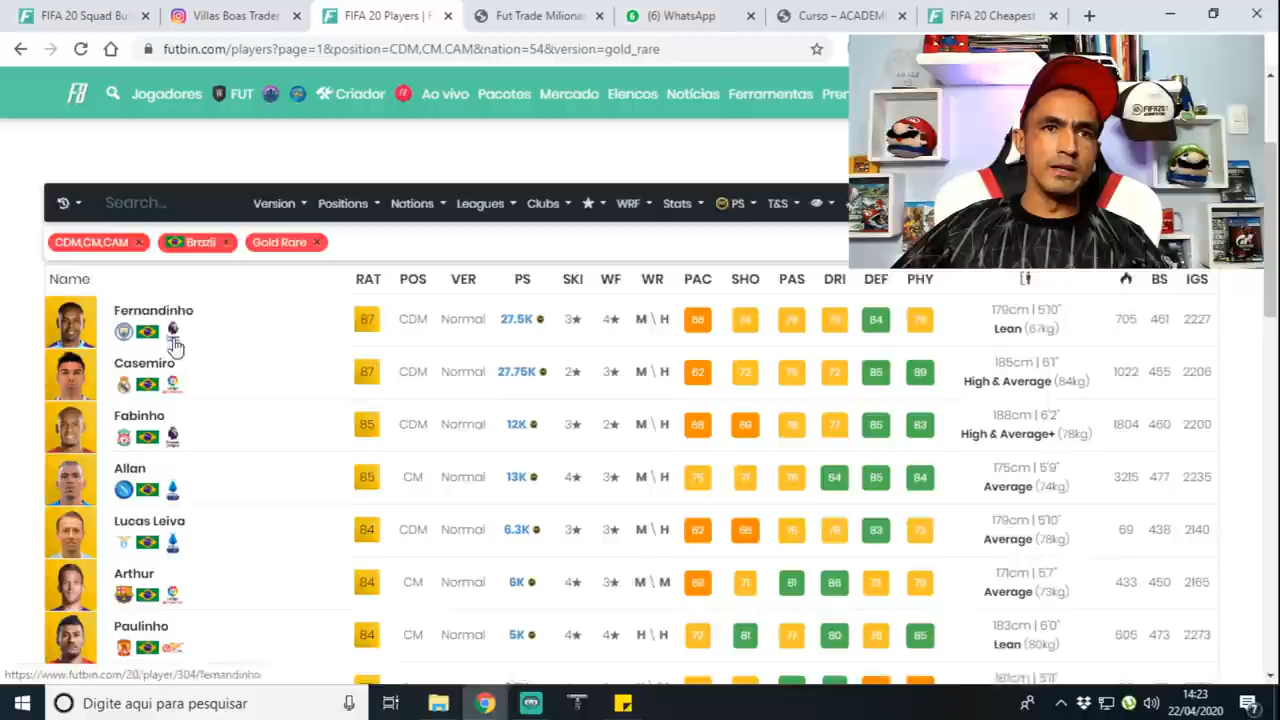 FIFA 20 Squad Bu
Villas Boas Trader
FIFA 20 Players | F
Fut Trade Milionar
(6) WhatsApp
Curso – ACADEMI
FIFA 20 Cheapest
futbin.com/players?page=1&position=CDM,CM,CAM&nation=54&version=gold_rare
Jogadores FUT Criador Ao vivo Pacotes Mercado Elencos Notícias Ferramentas Prer
Search... Version Positions Nations Leagues Clubs WRF Stats PS T&S
CDM,CM,CAM × Brazil × Gold Rare ×
Name RAT POS VER PS SKI WF WR PAC SHO PAS DRI DEF PHY BS IGS
Fernandinho 87 CDM Normal 27.5K 3★ 4★ M \ H 84 179cm | 5'10" 705 461 2227
Lean (67kg)
Casemiro 87 CDM Normal 27.75K 2★ 3★ M \ H 62 72 72 85 89 185cm | 6'1" 1022 455 2206
High & Average (84kg)
Fabinho 85 CDM Normal 12K 3★ 2★ M \ H 68 69 77 85 83 188cm | 6'2" 1804 460 2200
High & Average+ (78kg)
Allan 85 CM Normal 13K 4★ 3★ M \ H 84 85 84 175cm | 5'9" 3215 477 2235
Average (74kg)
Lucas Leiva 84 CDM Normal 6.3K 3★ 3★ M \ H 62 83 179cm | 5'10" 69 438 2140
Average (78kg)
Arthur 84 CM Normal 6K 4★ 3★ M \ M 71 81 86 171cm | 5'7" 433 450 2165
Average (73kg)
Paulinho 84 CM Normal 5K 4★ 4★ H \ H 72 81 77 80 85 183cm | 6'0" 605 473 2273
Lean (80kg)
https://www.futbin.com/20/player/304/fernandinho
Digite aqui para pesquisar
14:23
22/04/2020